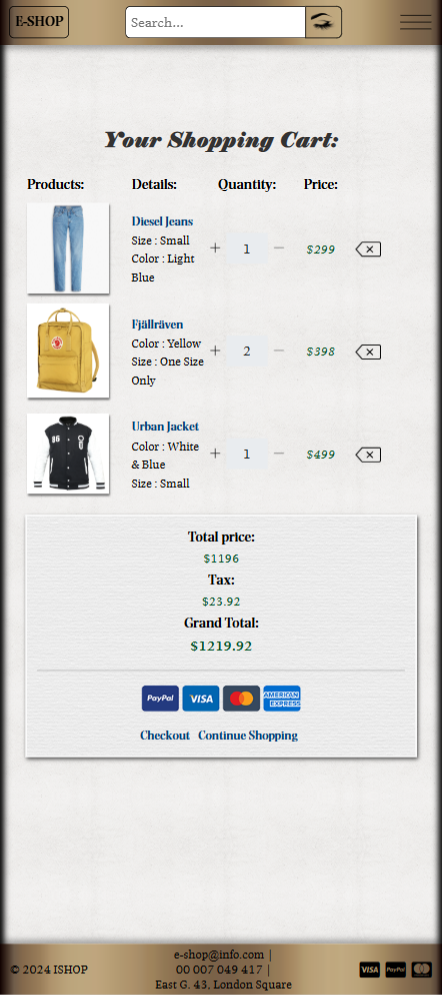 E-SHOP
Search...
Your Shopping Cart:
Products: Details: Quantity: Price:
Diesel Jeans
Size : Small
Color : Light
Blue
+ 1 − $299
Fjällräven
Color : Yellow
Size : One Size
Only
+ 2 − $398
86
Urban Jacket
Color : White
& Blue
Size : Small
+ 1 − $499
Total price:
$1196
Tax:
$23.92
Grand Total:
$1219.92
PayPal VISA AMERICAN EXPRESS
Checkout Continue Shopping
© 2024 ISHOP
e-shop@info.com |
00 007 049 417 |
East G. 43, London Square
VISA PayPal